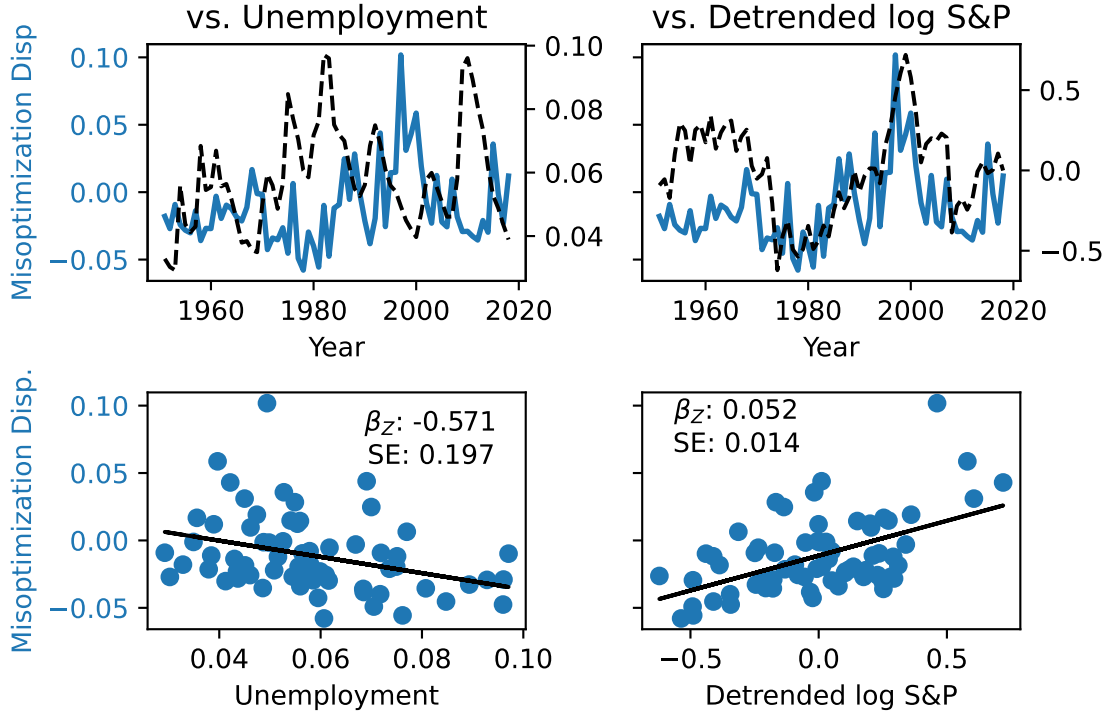 vs. Unemployment
vs. Detrended log S&P
Misoptimization Disp
0.10
0.05
0.00
−0.05
0.10
0.08
0.06
0.04
1960
1980
2000
2020
Year
0.5
0.0
−0.5
1960
1980
2000
2020
Year
Misoptimization Disp.
0.10
0.05
0.00
−0.05
β_Z: -0.571
SE: 0.197
0.04
0.06
0.08
0.10
Unemployment
β_Z: 0.052
SE: 0.014
−0.5
0.0
0.5
Detrended log S&P